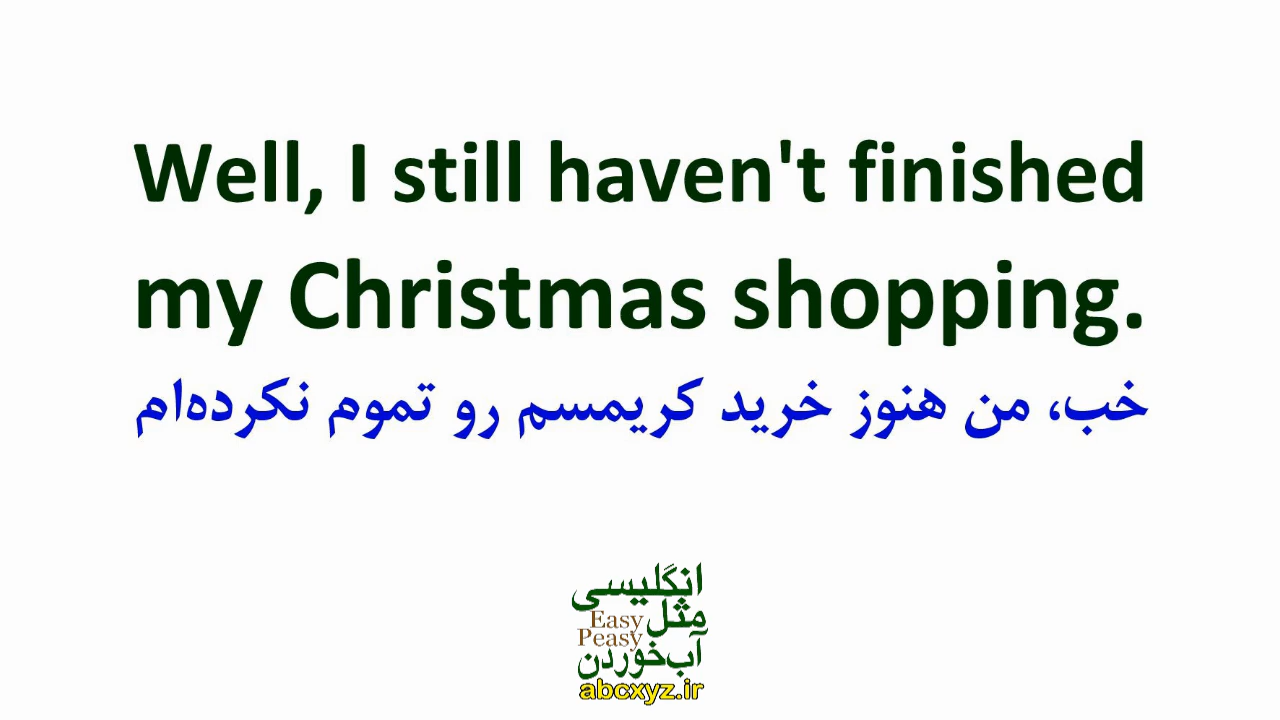 Well, I still haven't finished
my Christmas shopping.
خب، من هنوز خرید کریمسم رو تموم نکرده‌ام
انگلیسی
مثل
Easy
Peasy
آب‌خوردن
abcxyz.ir